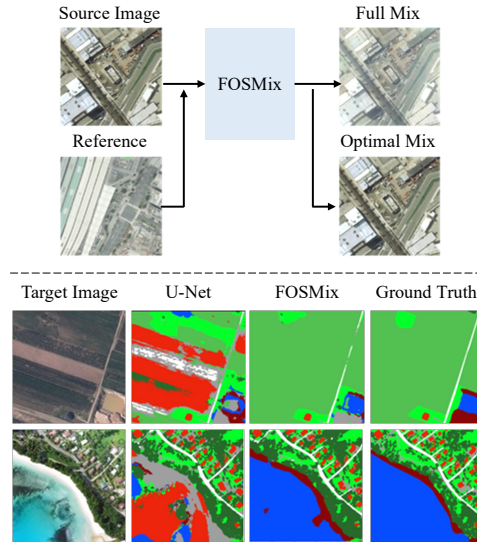 Source Image
Full Mix
FOSMix
Reference
Optimal Mix
Target Image
U-Net
FOSMix
Ground Truth